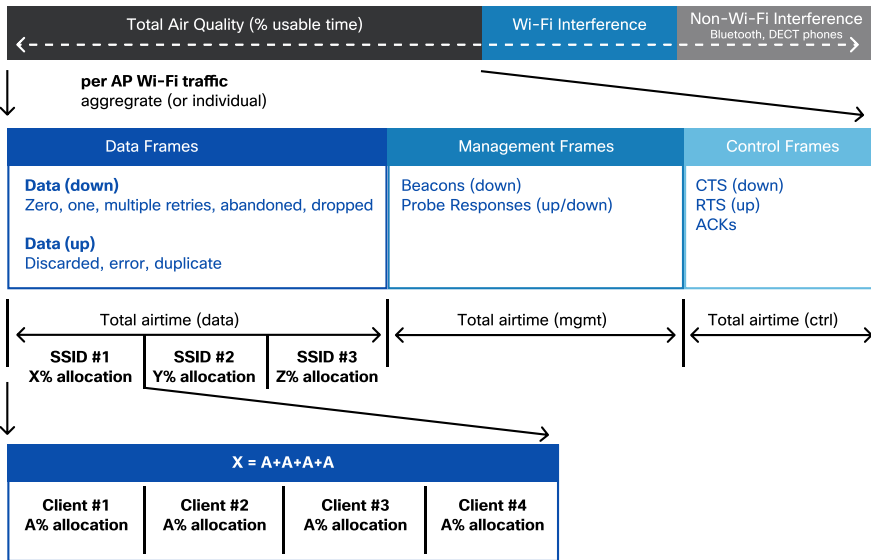 Total Air Quality (% usable time)
Wi-Fi Interference
Non-Wi-Fi Interference
Bluetooth, DECT phones
per AP Wi-Fi traffic
aggregrate (or individual)
Data Frames
Management Frames
Control Frames
Data (down)
Zero, one, multiple retries, abandoned, dropped
Data (up)
Discarded, error, duplicate
Beacons (down)
Probe Responses (up/down)
CTS (down)
RTS (up)
ACKs
Total airtime (data)
Total airtime (mgmt)
Total airtime (ctrl)
SSID #1
X% allocation
SSID #2
Y% allocation
SSID #3
Z% allocation
X = A+A+A+A
Client #1
A% allocation
Client #2
A% allocation
Client #3
A% allocation
Client #4
A% allocation